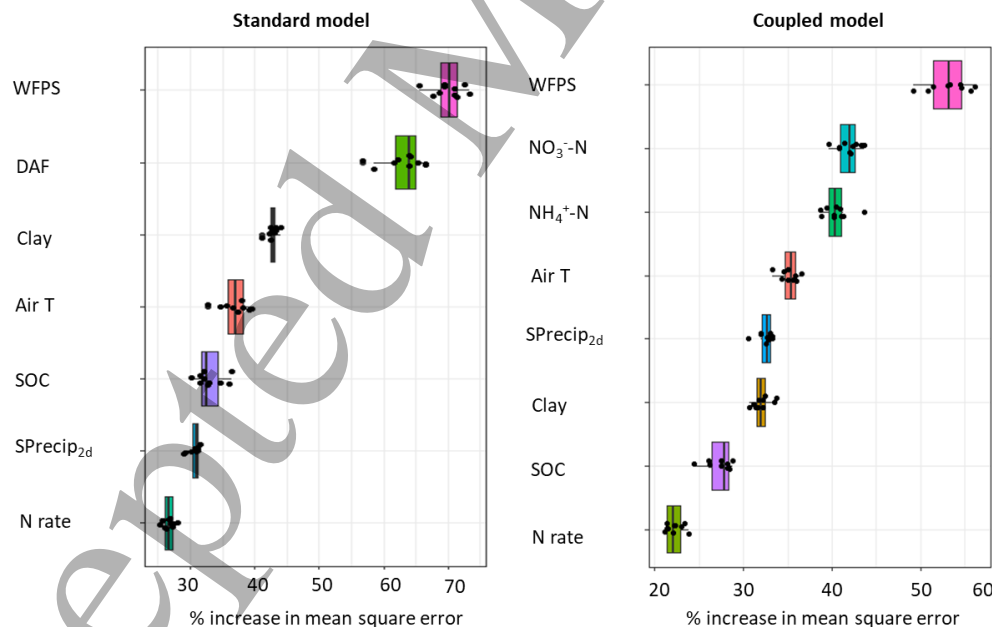 Standard model
WFPS
DAF
Clay
Air T
SOC
SPrecip₂d
N rate
30 40 50 60 70
% increase in mean square error
Coupled model
WFPS
NO₃⁻-N
NH₄⁺-N
Air T
SPrecip₂d
Clay
SOC
N rate
20 30 40 50 60
% increase in mean square error
epted M